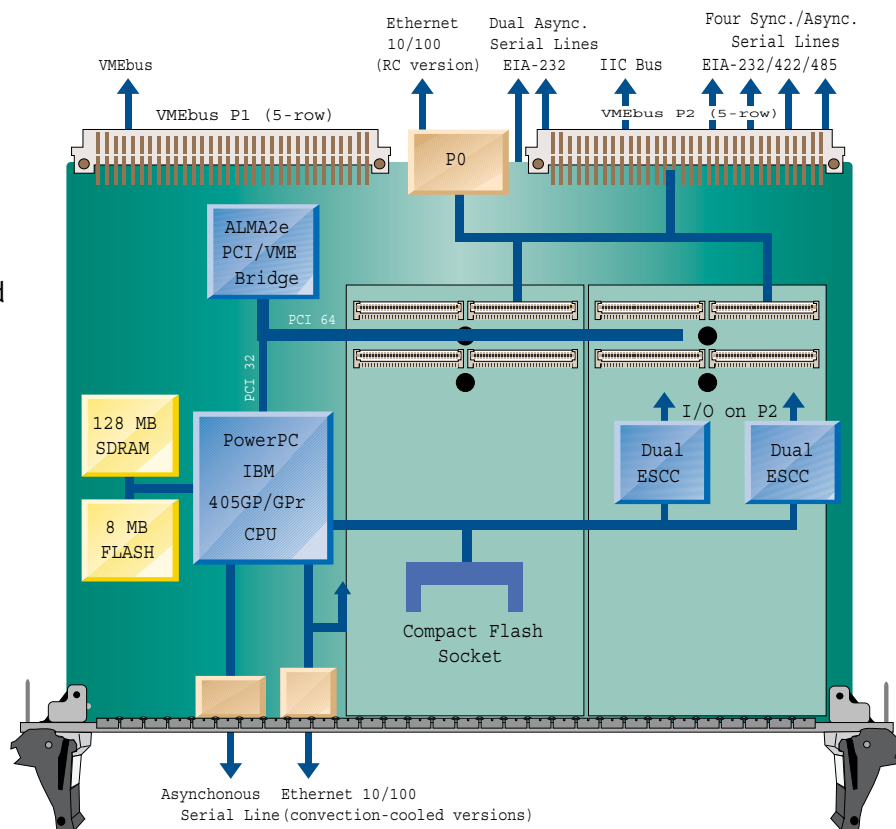 Ethernet
10/100
(RC version)
Dual Async.
Serial Lines
EIA-232
IIC Bus
Four Sync./Async.
Serial Lines
EIA-232/422/485
VMEbus
VMEbus P1 (5-row)
VMEbus P2 (5-row)
P0
ALMA2e
PCI/VME
Bridge
d
PCI 64
PCI 32
128 MB
SDRAM
8 MB
FLASH
PowerPC
IBM
405GP/GPr
CPU
I/O on P2
Dual
ESCC
Dual
ESCC
Compact Flash
Socket
Asynchonous
Serial Line
Ethernet 10/100
(convection-cooled versions)